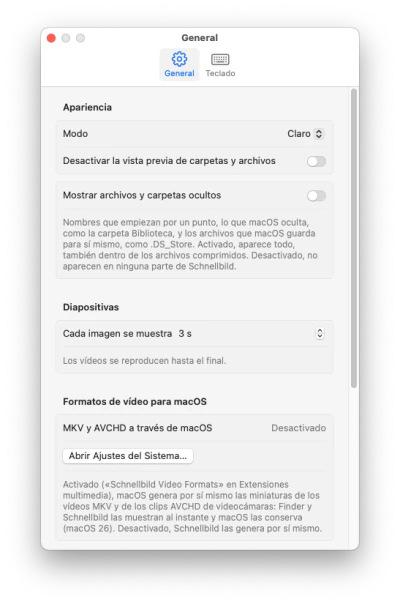 General
General
Teclado
Apariencia
Modo
Claro
Desactivar la vista previa de carpetas y archivos
Mostrar archivos y carpetas ocultos
Nombres que empiezan por un punto, lo que macOS oculta,
como la carpeta Biblioteca, y los archivos que macOS guarda
para sí mismo, como .DS_Store. Activado, aparece todo,
también dentro de los archivos comprimidos. Desactivado, no
aparecen en ninguna parte de Schnellbild.
Diapositivas
Cada imagen se muestra 3 s
Los vídeos se reproducen hasta el final.
Formatos de vídeo para macOS
MKV y AVCHD a través de macOS
Desactivado
Abrir Ajustes del Sistema...
Activado («Schnellbild Video Formats» en Extensiones
multimedia), macOS genera por sí mismo las miniaturas de los
vídeos MKV y de los clips AVCHD de videocámaras: Finder y
Schnellbild las muestran al instante y macOS las conserva
(macOS 26). Desactivado, Schnellbild las genera por sí mismo.